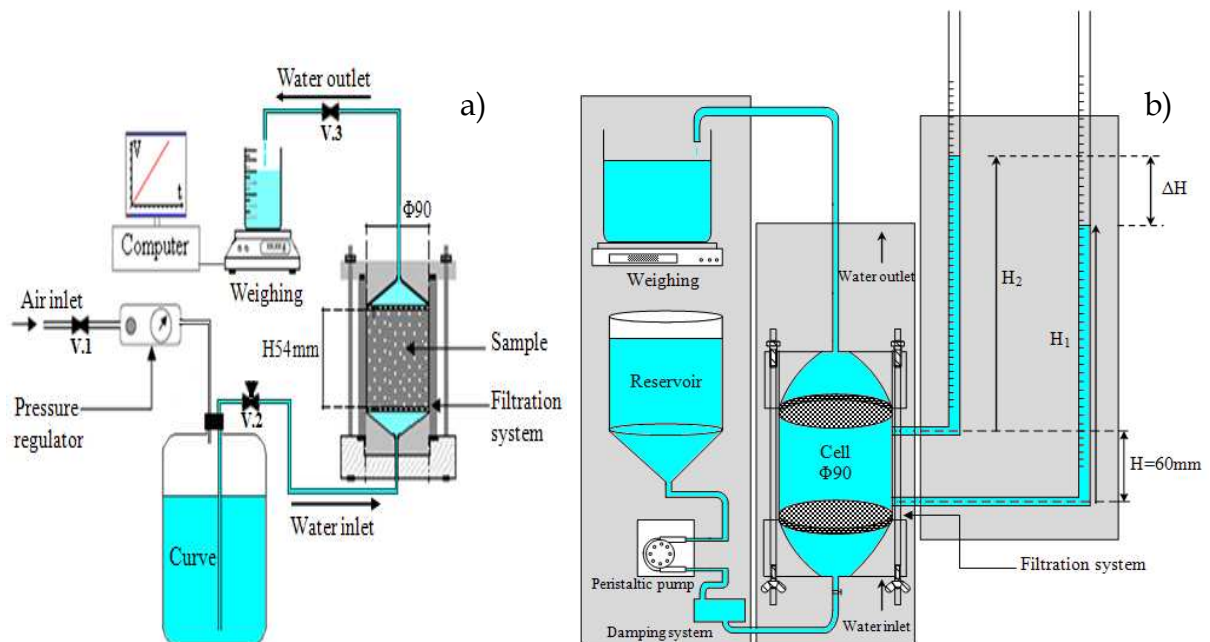 a)
Water outlet
V.3
V
t
Computer
Weighing
Φ90
Air inlet
V.1
H54mm
Sample
Filtration
system
Pressure
regulator
V.2
Water inlet
Curve
b)
ΔH
Weighing
Water outlet
H2
H1
Reservoir
Cell
Φ90
H=60mm
Filtration system
Peristaltic pump
Damping system
Water inlet